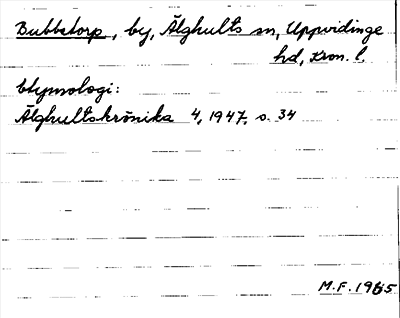 Bubbetorp, by, Älghults sn, Uppvidinge
hd, Kron. l.
Etymologi:
Älghultskrönika 4, 1947, s. 34
M.F. 1965